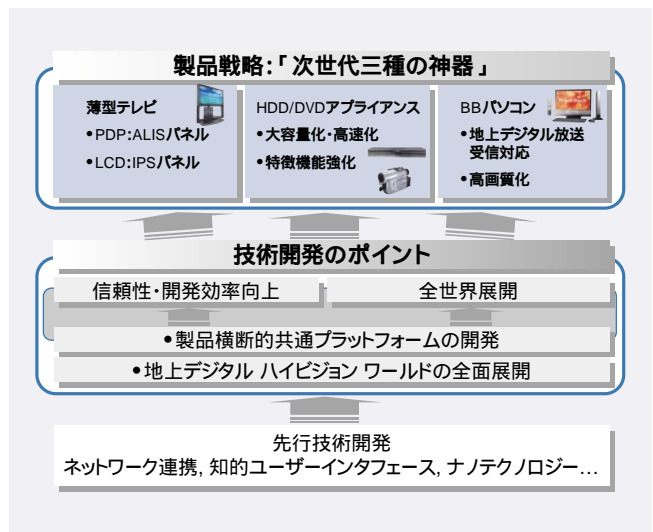 製品戦略:「次世代三種の神器」
薄型テレビ
•PDP:ALISパネル
•LCD:IPSパネル
HDD/DVDアプライアンス
•大容量化・高速化
•特徴機能強化
BBパソコン
•地上デジタル放送
受信対応
•高画質化
技術開発のポイント
信頼性・開発効率向上
全世界展開
•製品横断的共通プラットフォームの開発
•地上デジタル ハイビジョン ワールドの全面展開
先行技術開発
ネットワーク連携, 知的ユーザーインタフェース, ナノテクノロジー…